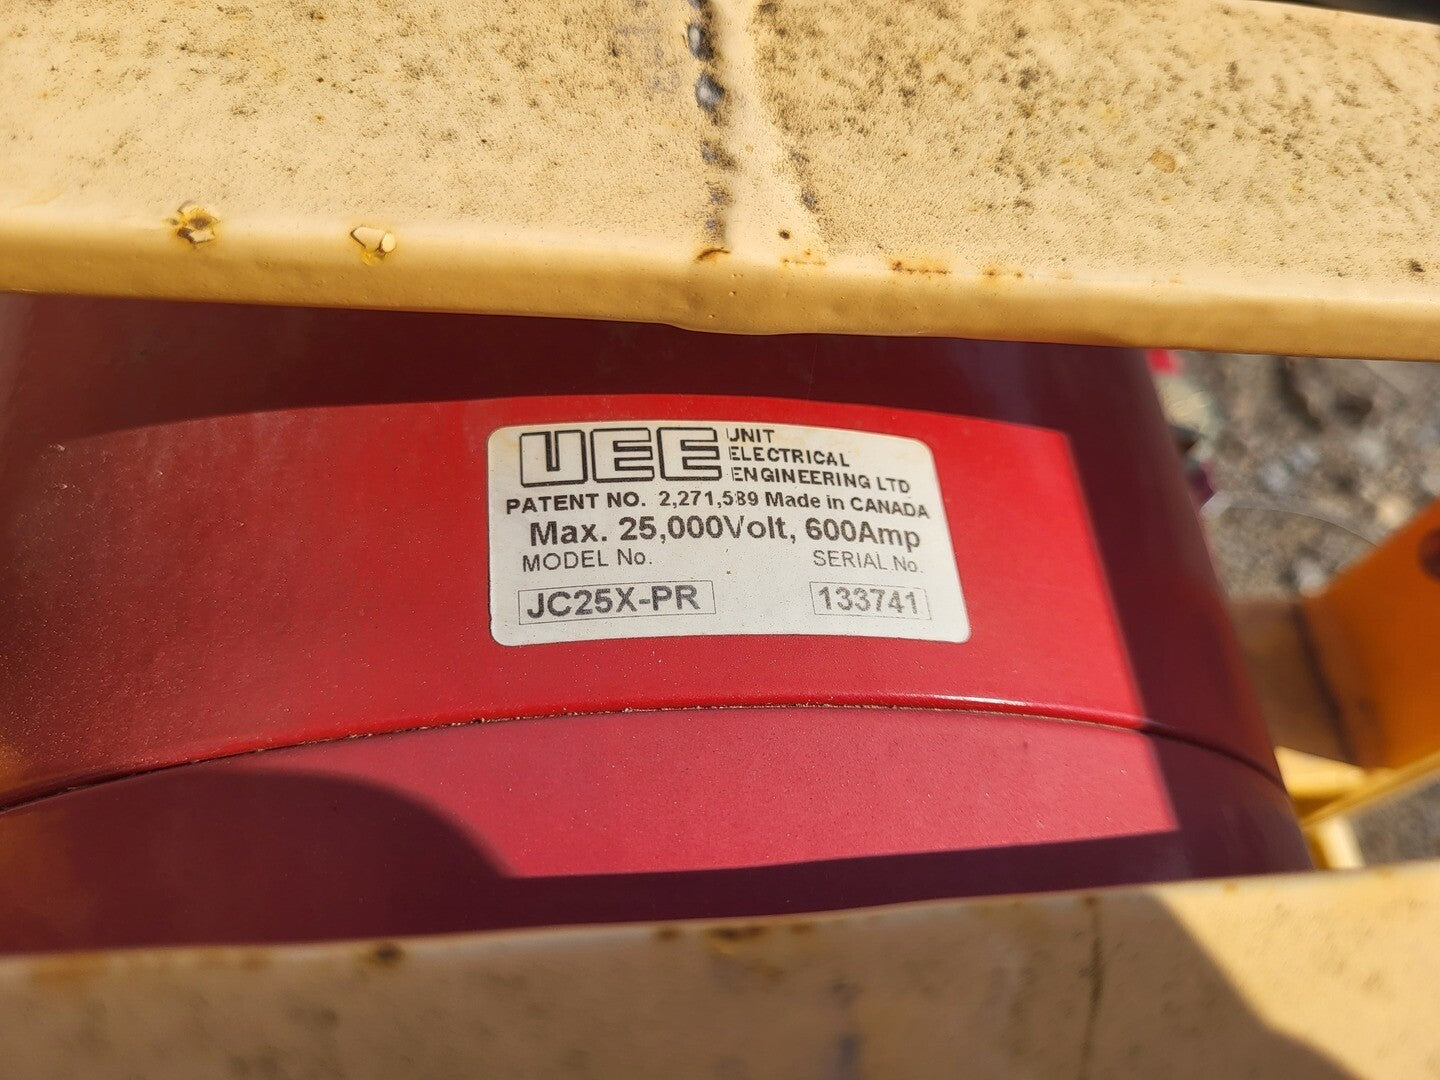 UEE UNIT
ELECTRICAL
ENGINEERING LTD
PATENT NO. 2,271,589 Made in CANADA
Max. 25,000Volt, 600Amp
MODEL No. SERIAL No.
JC25X-PR 133741